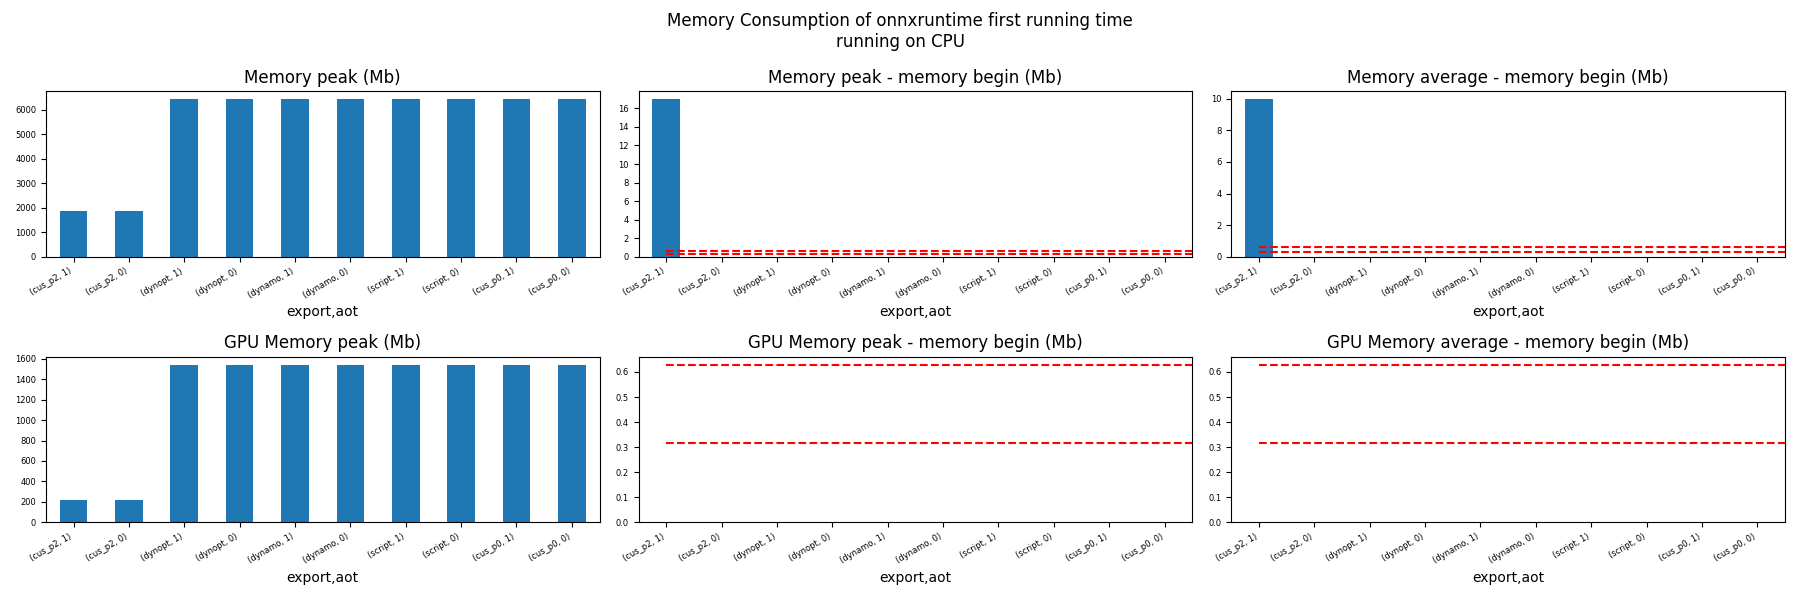 Memory Consumption of onnxruntime first running time
running on CPU
Memory peak (Mb)
6000
5000
4000
3000
2000
1000
0
(cus_p2, 1)
(cus_p2, 0)
(dynopt, 1)
(dynopt, 0)
(dynamo, 1)
(dynamo, 0)
(script, 1)
(script, 0)
(cus_p0, 1)
(cus_p0, 0)
export,aot
Memory peak - memory begin (Mb)
16
14
12
10
8
6
4
2
0
(cus_p2, 1)
(cus_p2, 0)
(dynopt, 1)
(dynopt, 0)
(dynamo, 1)
(dynamo, 0)
(script, 1)
(script, 0)
(cus_p0, 1)
(cus_p0, 0)
export,aot
Memory average - memory begin (Mb)
10
8
6
4
2
0
(cus_p2, 1)
(cus_p2, 0)
(dynopt, 1)
(dynopt, 0)
(dynamo, 1)
(dynamo, 0)
(script, 1)
(script, 0)
(cus_p0, 1)
(cus_p0, 0)
export,aot
GPU Memory peak (Mb)
1600
1400
1200
1000
800
600
400
200
0
(cus_p2, 1)
(cus_p2, 0)
(dynopt, 1)
(dynopt, 0)
(dynamo, 1)
(dynamo, 0)
(script, 1)
(script, 0)
(cus_p0, 1)
(cus_p0, 0)
export,aot
GPU Memory peak - memory begin (Mb)
0.6
0.5
0.4
0.3
0.2
0.1
0.0
(cus_p2, 1)
(cus_p2, 0)
(dynopt, 1)
(dynopt, 0)
(dynamo, 1)
(dynamo, 0)
(script, 1)
(script, 0)
(cus_p0, 1)
(cus_p0, 0)
export,aot
GPU Memory average - memory begin (Mb)
0.6
0.5
0.4
0.3
0.2
0.1
0.0
(cus_p2, 1)
(cus_p2, 0)
(dynopt, 1)
(dynopt, 0)
(dynamo, 1)
(dynamo, 0)
(script, 1)
(script, 0)
(cus_p0, 1)
(cus_p0, 0)
export,aot